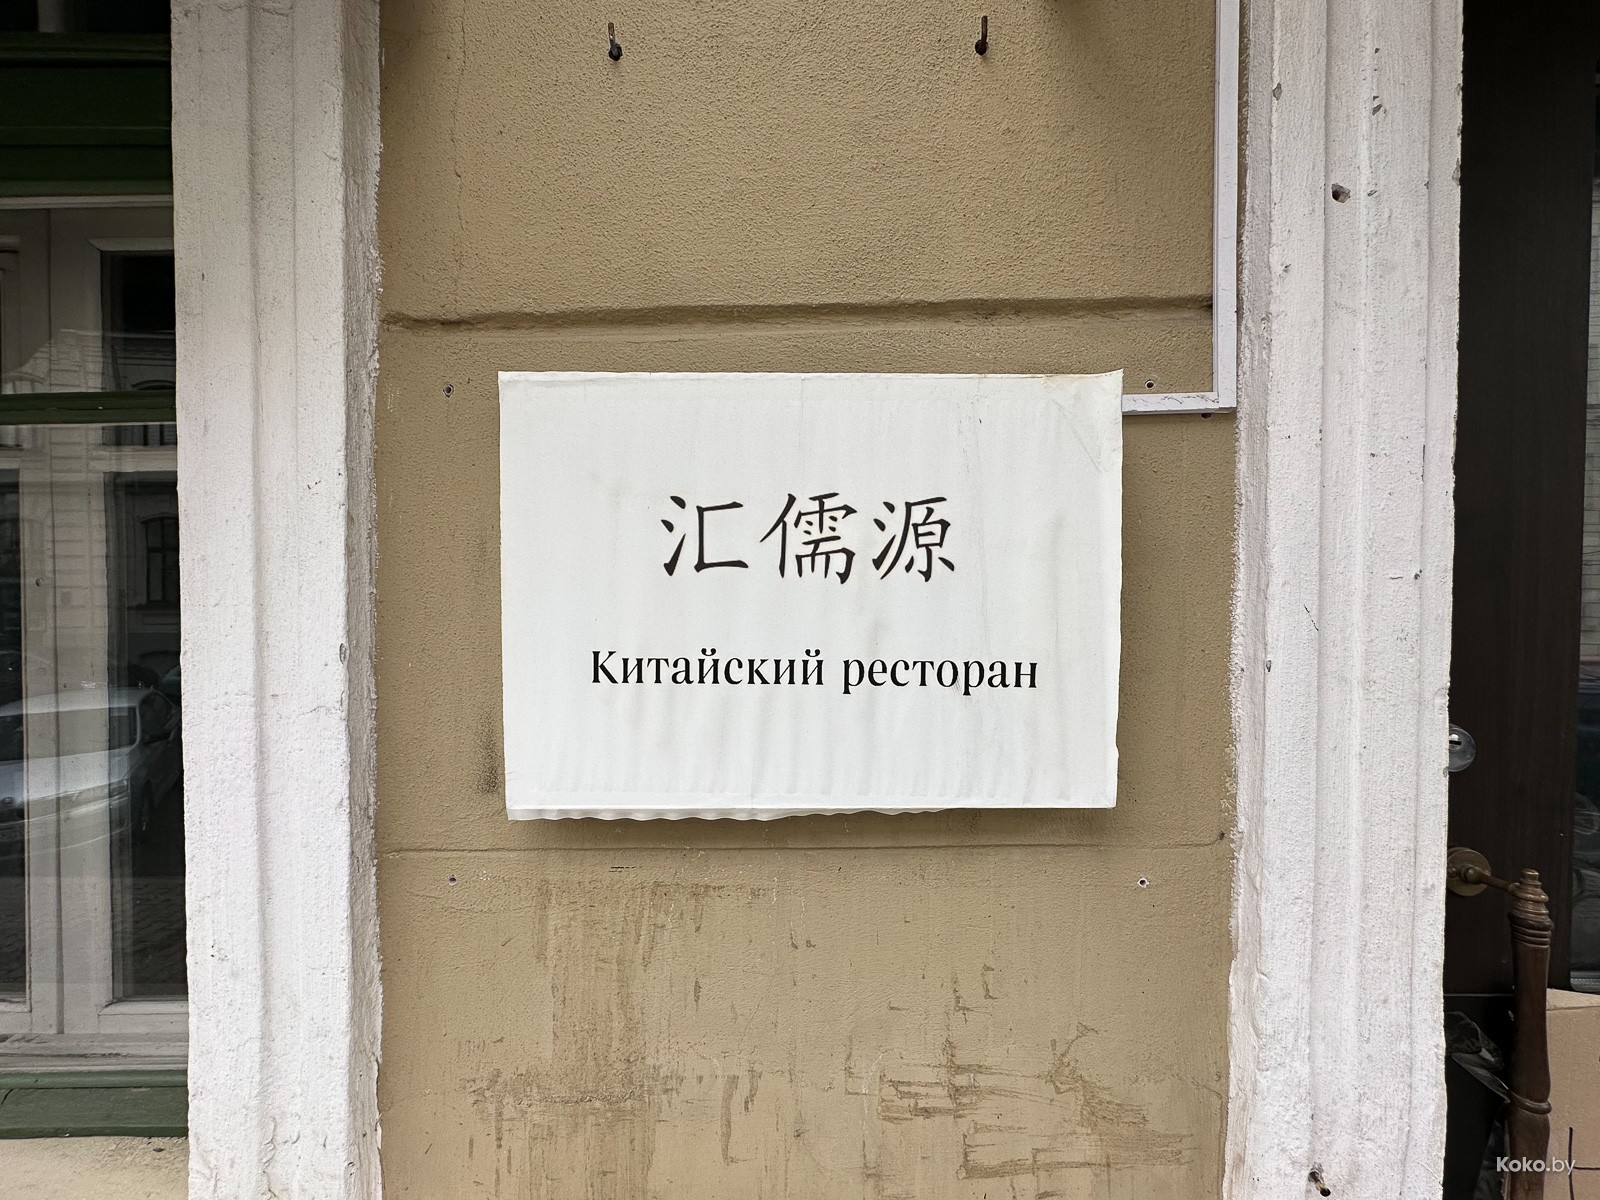 汇儒源
Китайский ресторан
Koko.by